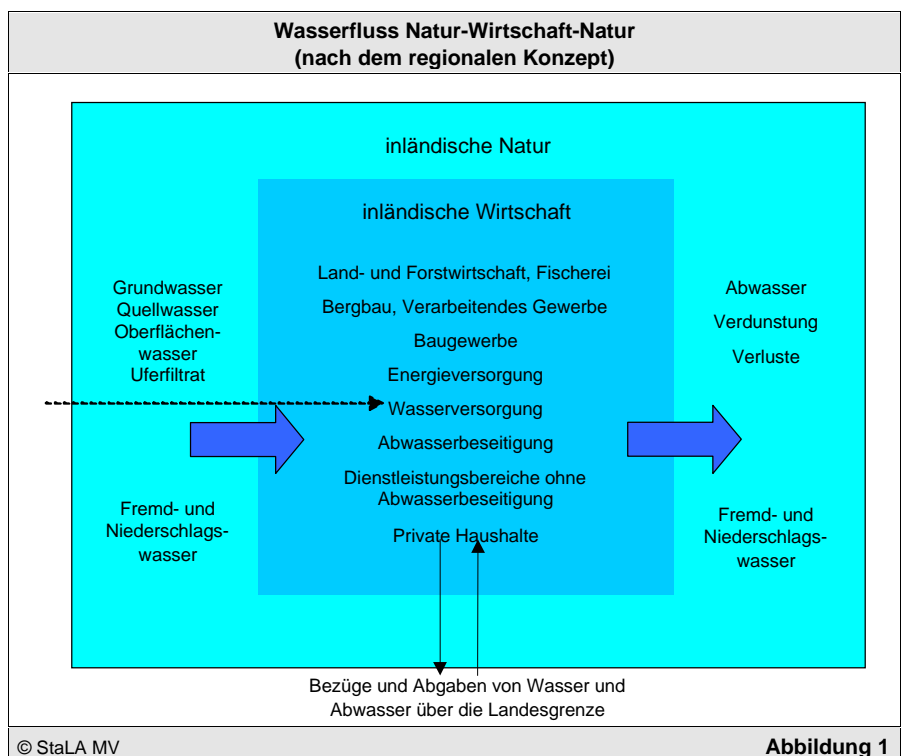 Wasserfluss Natur-Wirtschaft-Natur
(nach dem regionalen Konzept)
inländische Natur
inländische Wirtschaft
Grundwasser
Quellwasser
Oberflächen-
wasser
Uferfiltrat
Fremd- und
Niederschlags-
wasser
Land- und Forstwirtschaft, Fischerei
Bergbau, Verarbeitendes Gewerbe
Baugewerbe
Energieversorgung
Wasserversorgung
Abwasserbeseitigung
Dienstleistungsbereiche ohne
Abwasserbeseitigung
Private Haushalte
Abwasser
Verdunstung
Verluste
Fremd- und
Niederschlags-
wasser
Bezüge und Abgaben von Wasser und
Abwasser über die Landesgrenze
© StaLA MV
Abbildung 1